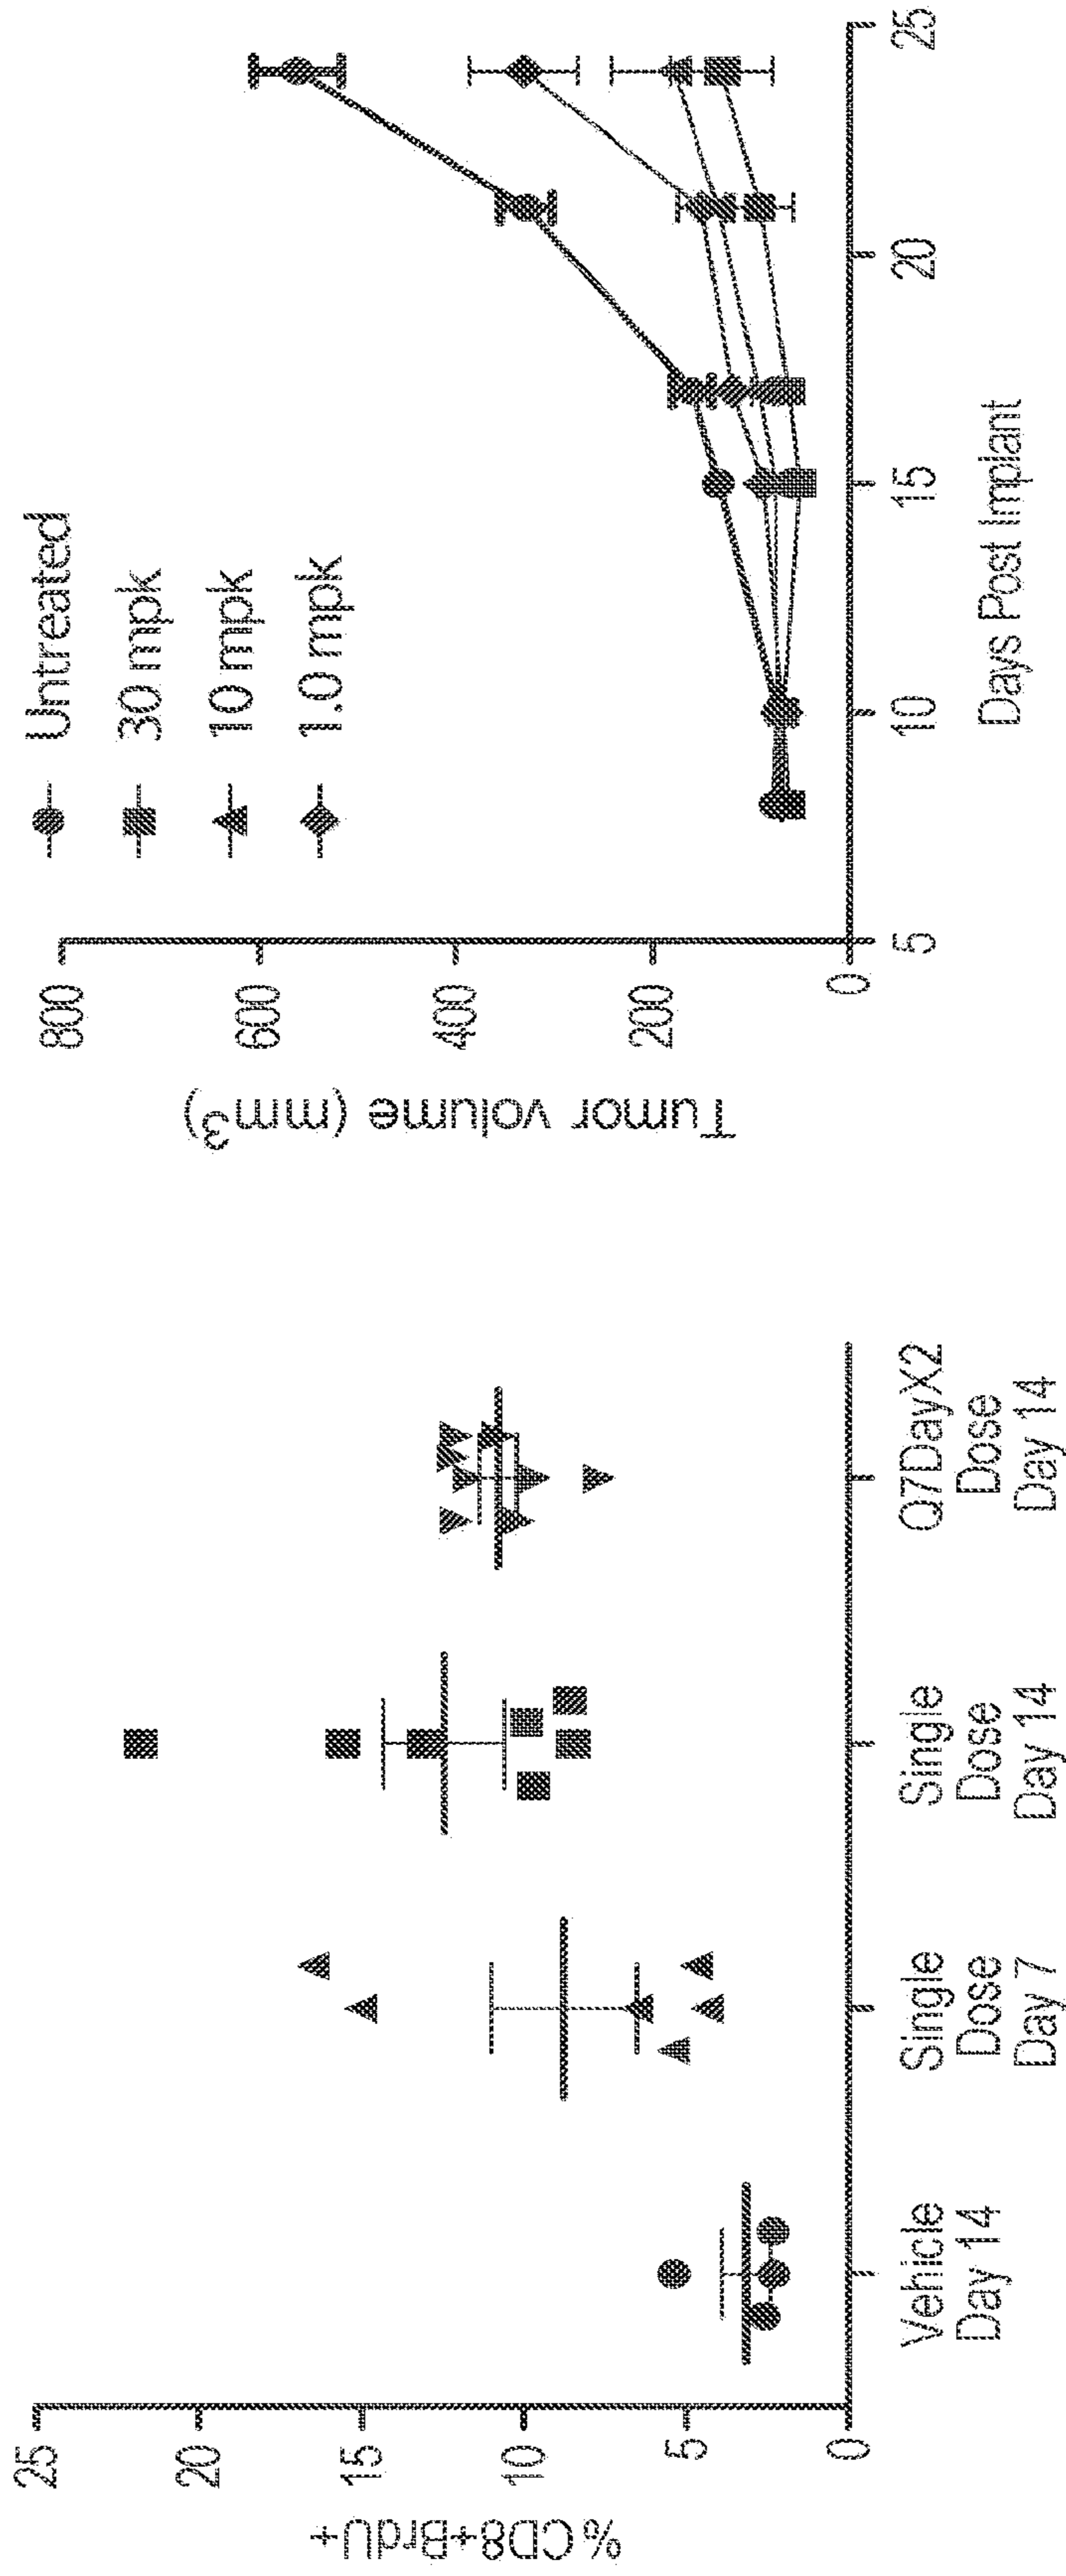 %CD8+BrdU+
25
20
15
10
5
0
Vehicle
Day 14
Single
Dose
Day 7
Single
Dose
Day 14
Q7DayX2
Dose
Day 14
Tumor volume (mm3)
800
600
400
200
0
Untreated
30 mpk
10 mpk
1.0 mpk
5
10
15
20
25
Days Post Implant